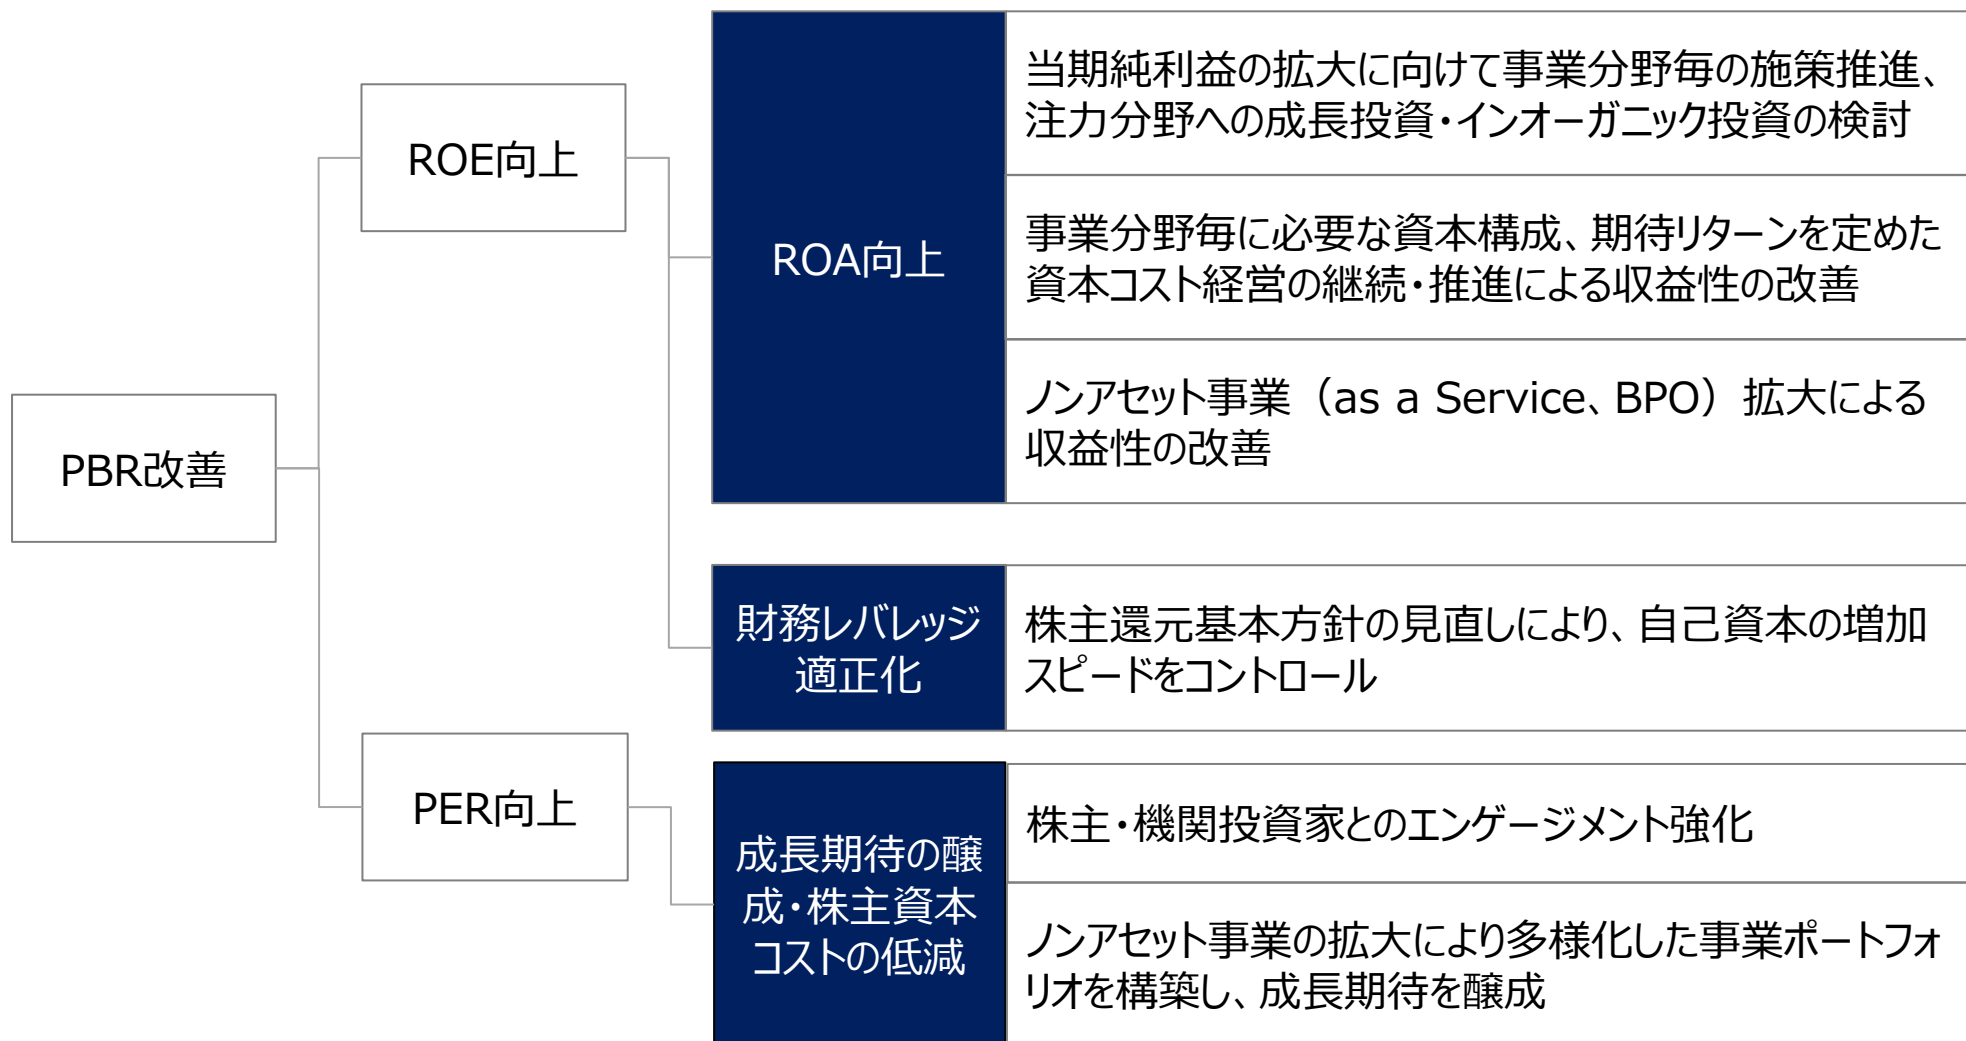 PBR改善
ROE向上
ROA向上
当期純利益の拡大に向けて事業分野毎の施策推進、
注力分野への成長投資・インオーガニック投資の検討
事業分野毎に必要な資本構成、期待リターンを定めた
資本コスト経営の継続・推進による収益性の改善
ノンアセット事業（as a Service、BPO）拡大による
収益性の改善
財務レバレッジ
適正化
株主還元基本方針の見直しにより、自己資本の増加
スピードをコントロール
PER向上
成長期待の醸
成・株主資本
コストの低減
株主・機関投資家とのエンゲージメント強化
ノンアセット事業の拡大により多様化した事業ポートフォ
リオを構築し、成長期待を醸成